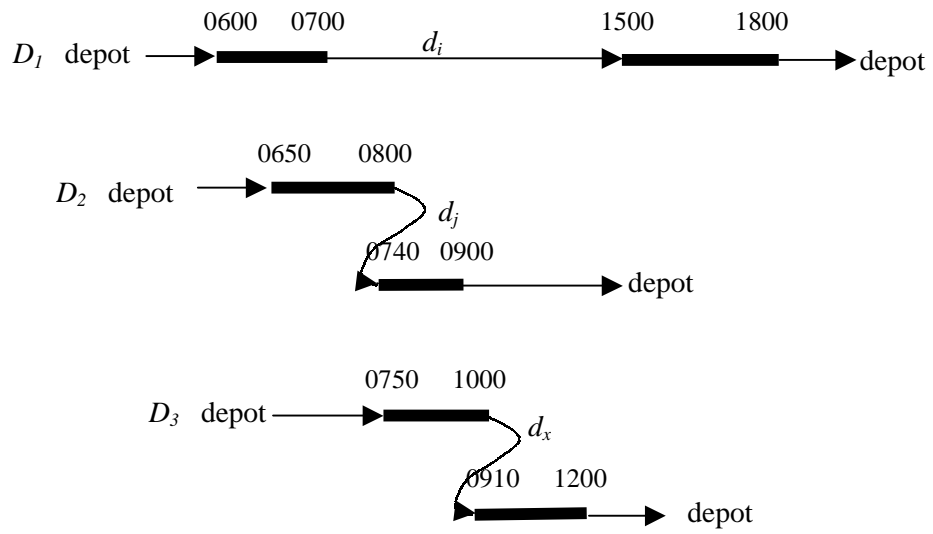 0600 0700 1500 1800
D1 depot di depot
0650 0800
D2 depot dj
0740 0900
depot
0750 1000
D3 depot dx
0910 1200
depot